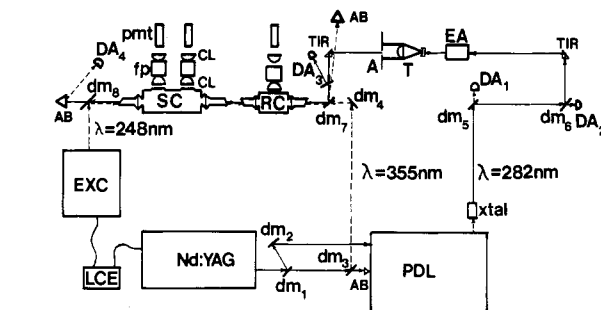 pmt
AB
TIR
EA
TIR
DA4
fp
CL
CL
DA3
A
T
DA1
AB
dm8
SC
RC
dm7
dm4
dm5
dm6
DA2
λ=248nm
λ=355nm
λ=282nm
EXC
xtal
LCE
Nd:YAG
dm2
dm1
dm3
AB
PDL